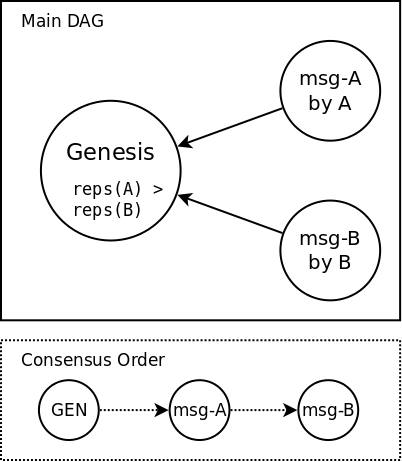 Main DAG
msg-A
by A
Genesis
reps(A) >
reps(B)
msg-B
by B
Consensus Order
GEN
msg-A
msg-B